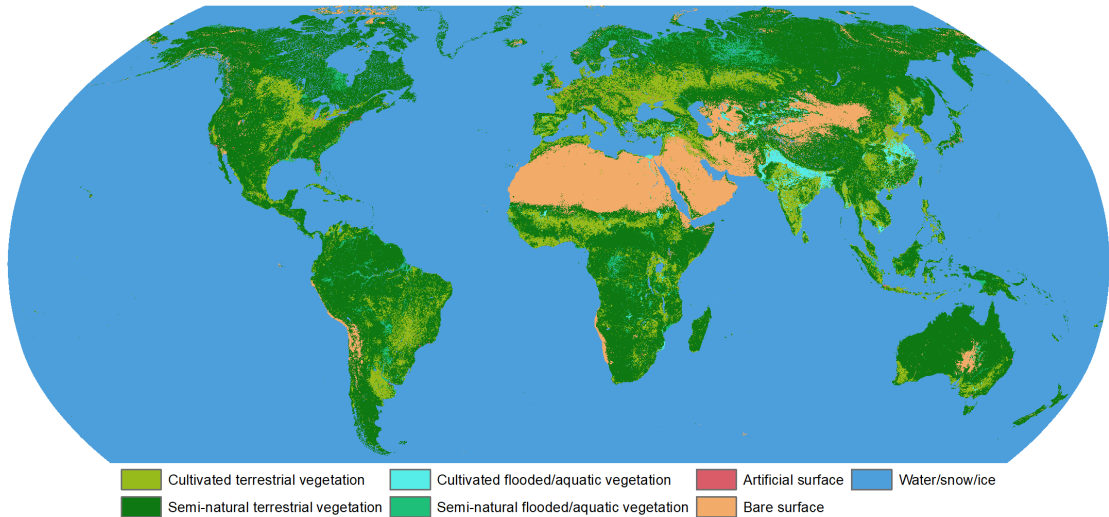 Cultivated terrestrial vegetation
Cultivated flooded/aquatic vegetation
Artificial surface
Water/snow/ice
Semi-natural terrestrial vegetation
Semi-natural flooded/aquatic vegetation
Bare surface